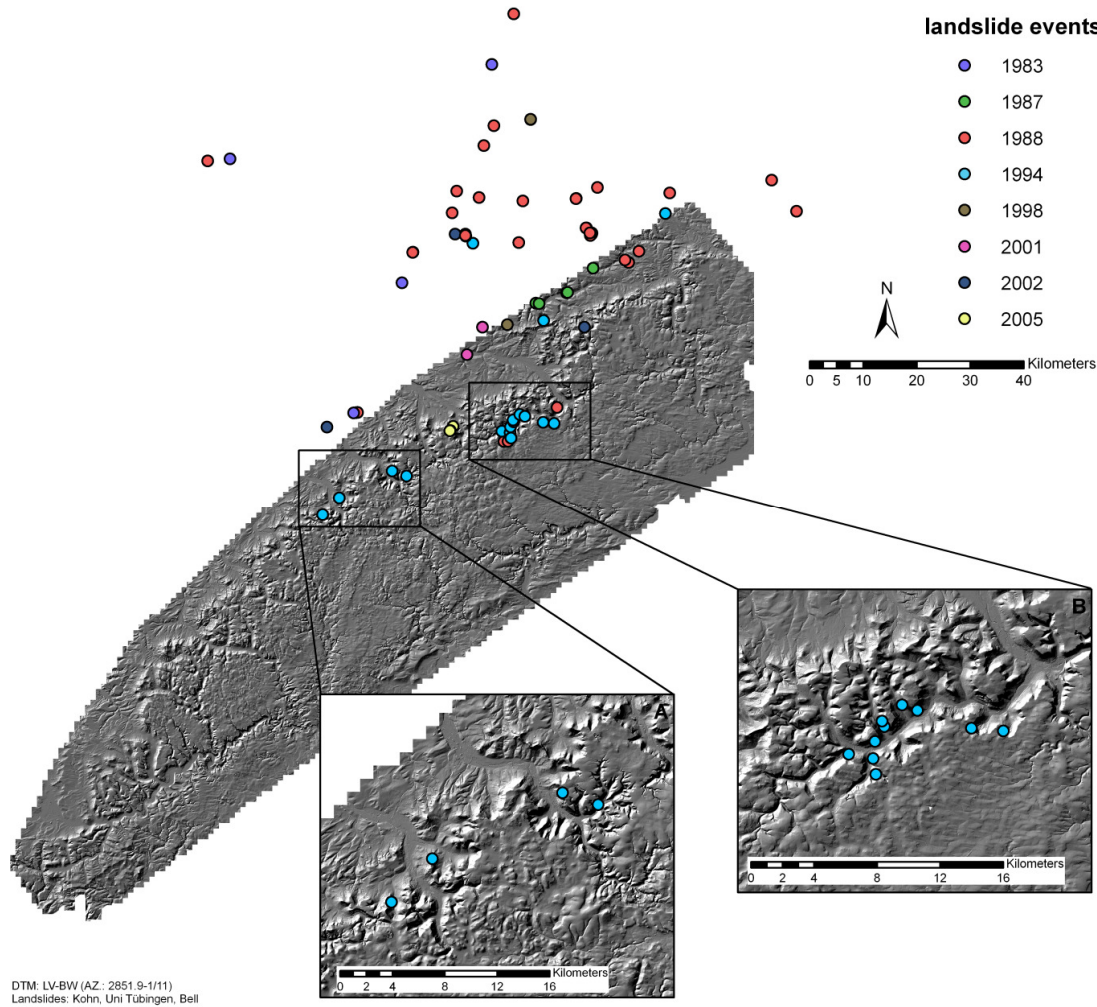 landslide events
1983
1987
1988
1994
1998
2001
2002
2005
N
Kilometers
0 5 10 20 30 40
B
Kilometers
0 2 4 8 12 16
A
Kilometers
0 2 4 8 12 16
DTM: LV-BW (AZ.: 2851.9-1/11)
Landslides: Kohn, Uni Tübingen, Bell